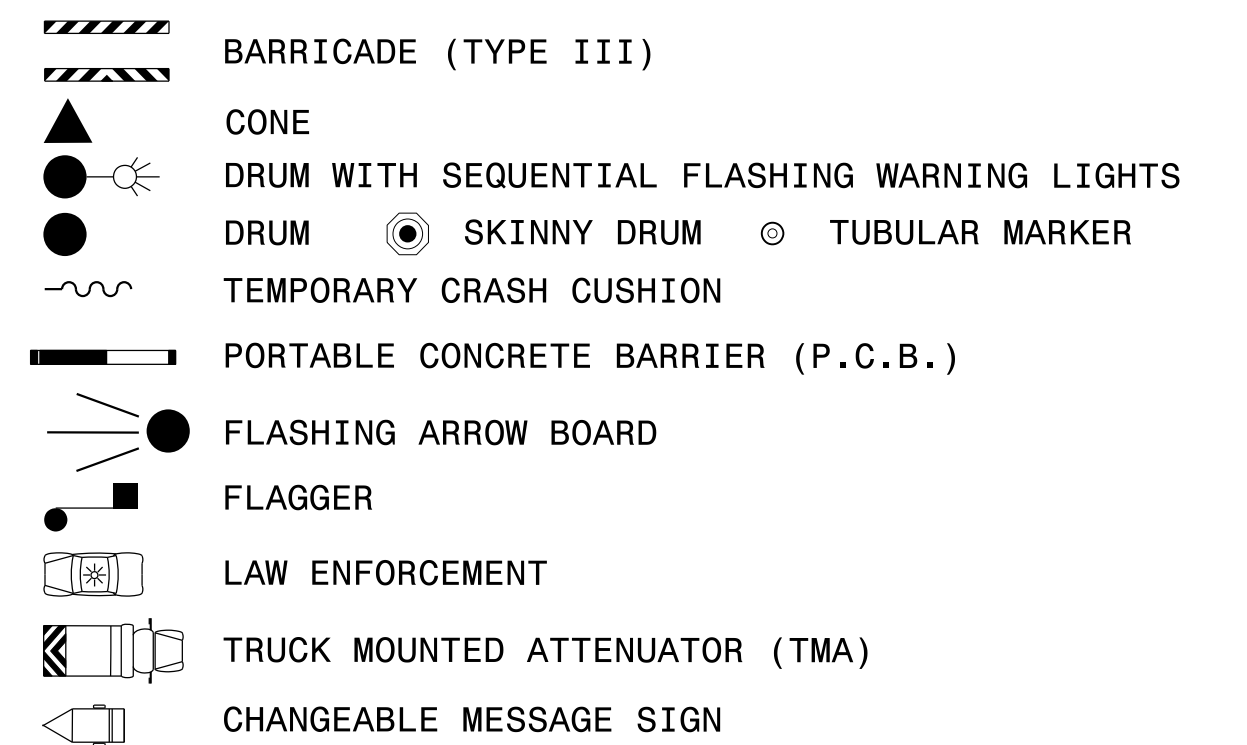 BARRICADE (TYPE III)
CONE
DRUM WITH SEQUENTIAL FLASHING WARNING LIGHTS
DRUM SKINNY DRUM TUBULAR MARKER
TEMPORARY CRASH CUSHION
PORTABLE CONCRETE BARRIER (P.C.B.)
FLASHING ARROW BOARD
FLAGGER
LAW ENFORCEMENT
TRUCK MOUNTED ATTENUATOR (TMA)
CHANGEABLE MESSAGE SIGN